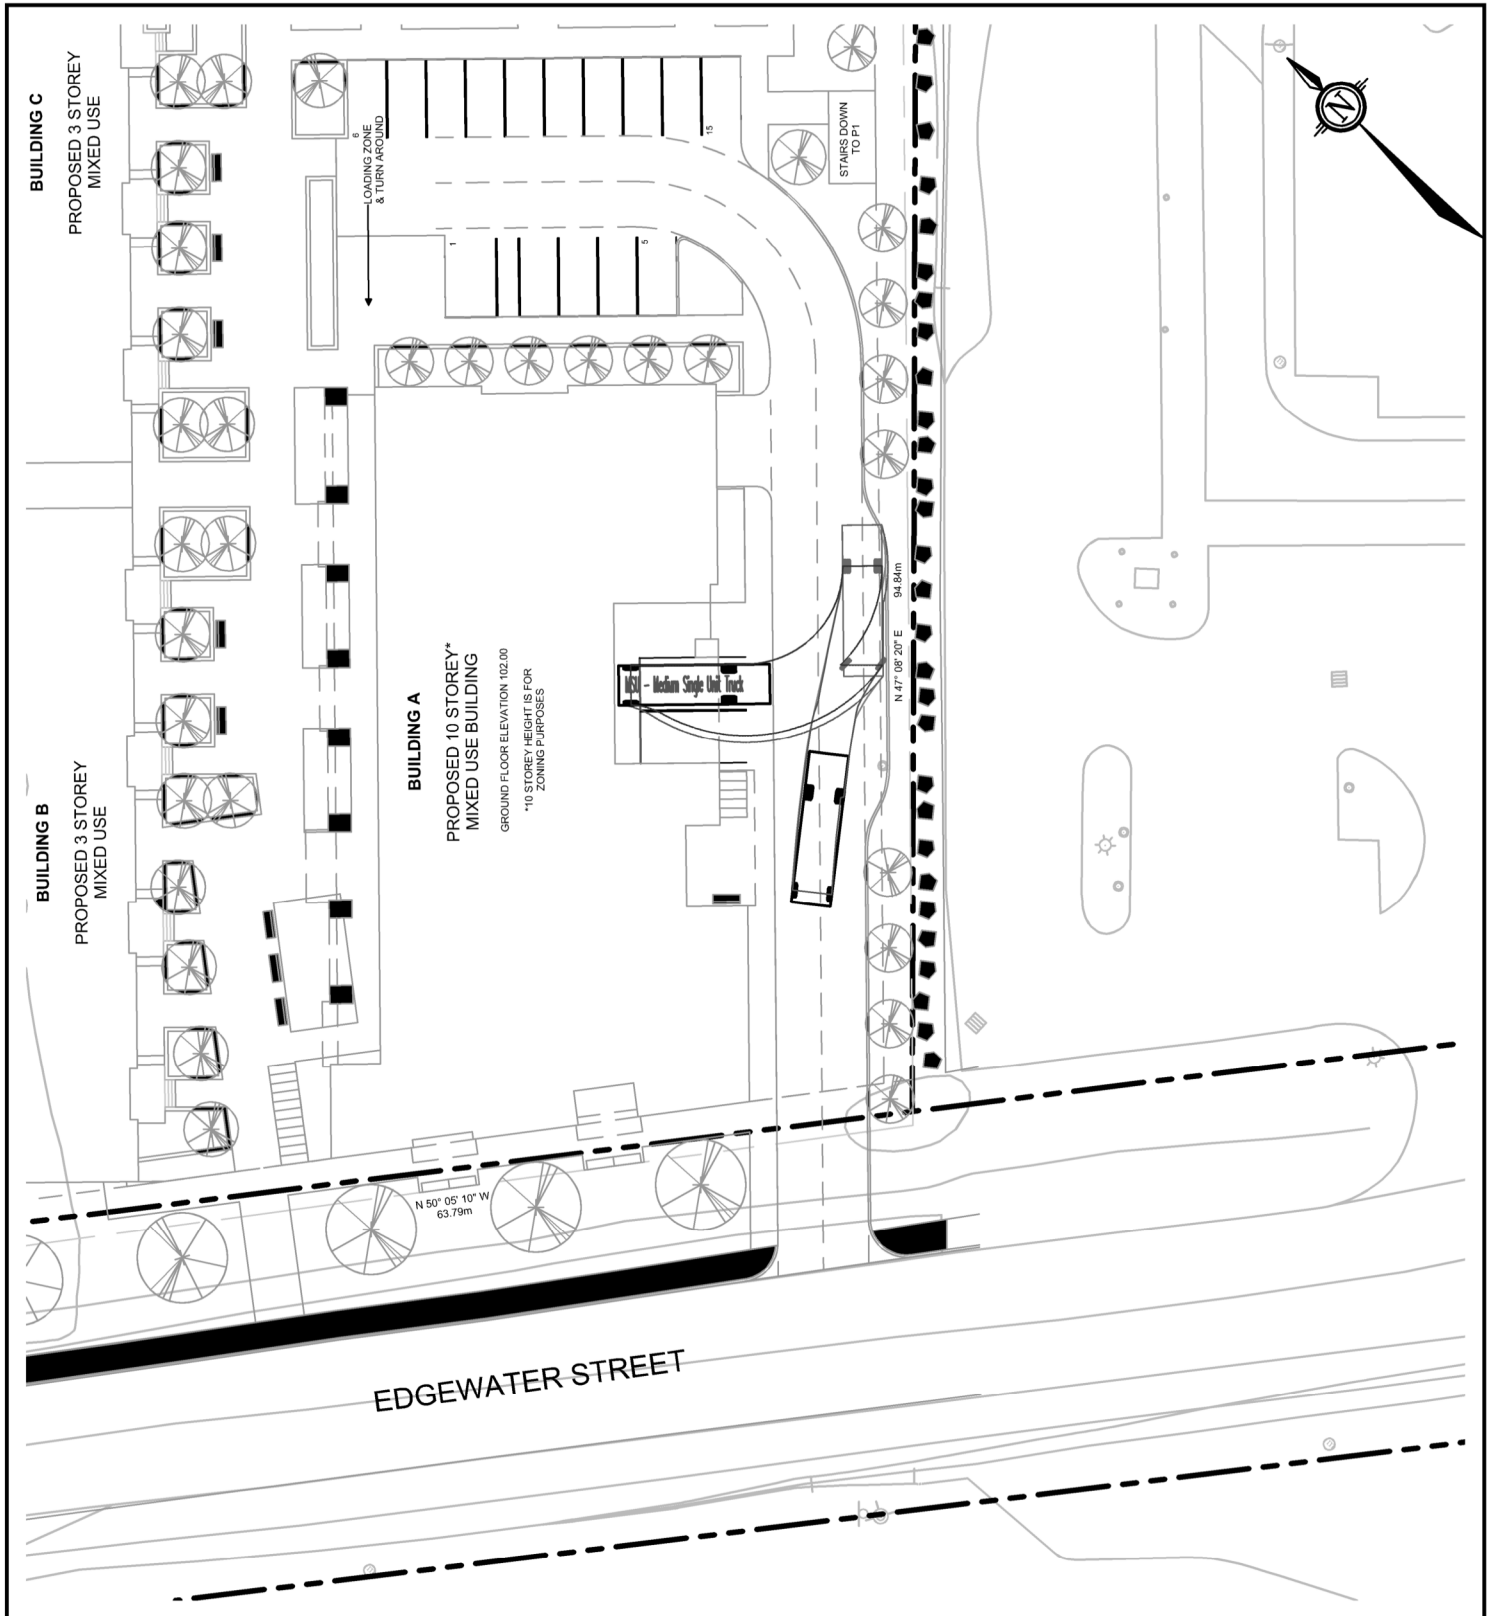 BUILDING C
PROPOSED 3 STOREY
MIXED USE
6
LOADING ZONE
& TURN AROUND
15
STAIRS DOWN
TO P1
N
1
5
BUILDING A
PROPOSED 10 STOREY*
MIXED USE BUILDING
GROUND FLOOR ELEVATION 102.00
*10 STOREY HEIGHT IS FOR
ZONING PURPOSES
MSU - Medium Single Unit Truck
N 47° 08' 20" E
94.84m
BUILDING B
PROPOSED 3 STOREY
MIXED USE
N 50° 05' 10" W
63.79m
EDGEWATER STREET